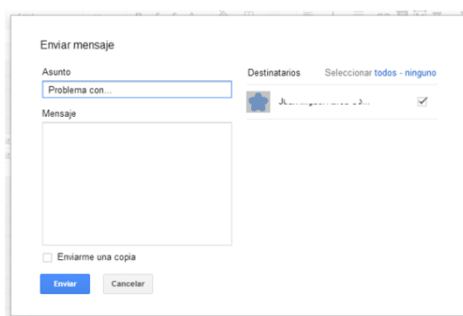 Enviar mensaje
Asunto
Problema con...
Mensaje
Enviarme una copia
Enviar Cancelar
Destinatarios Seleccionar todos - ninguno